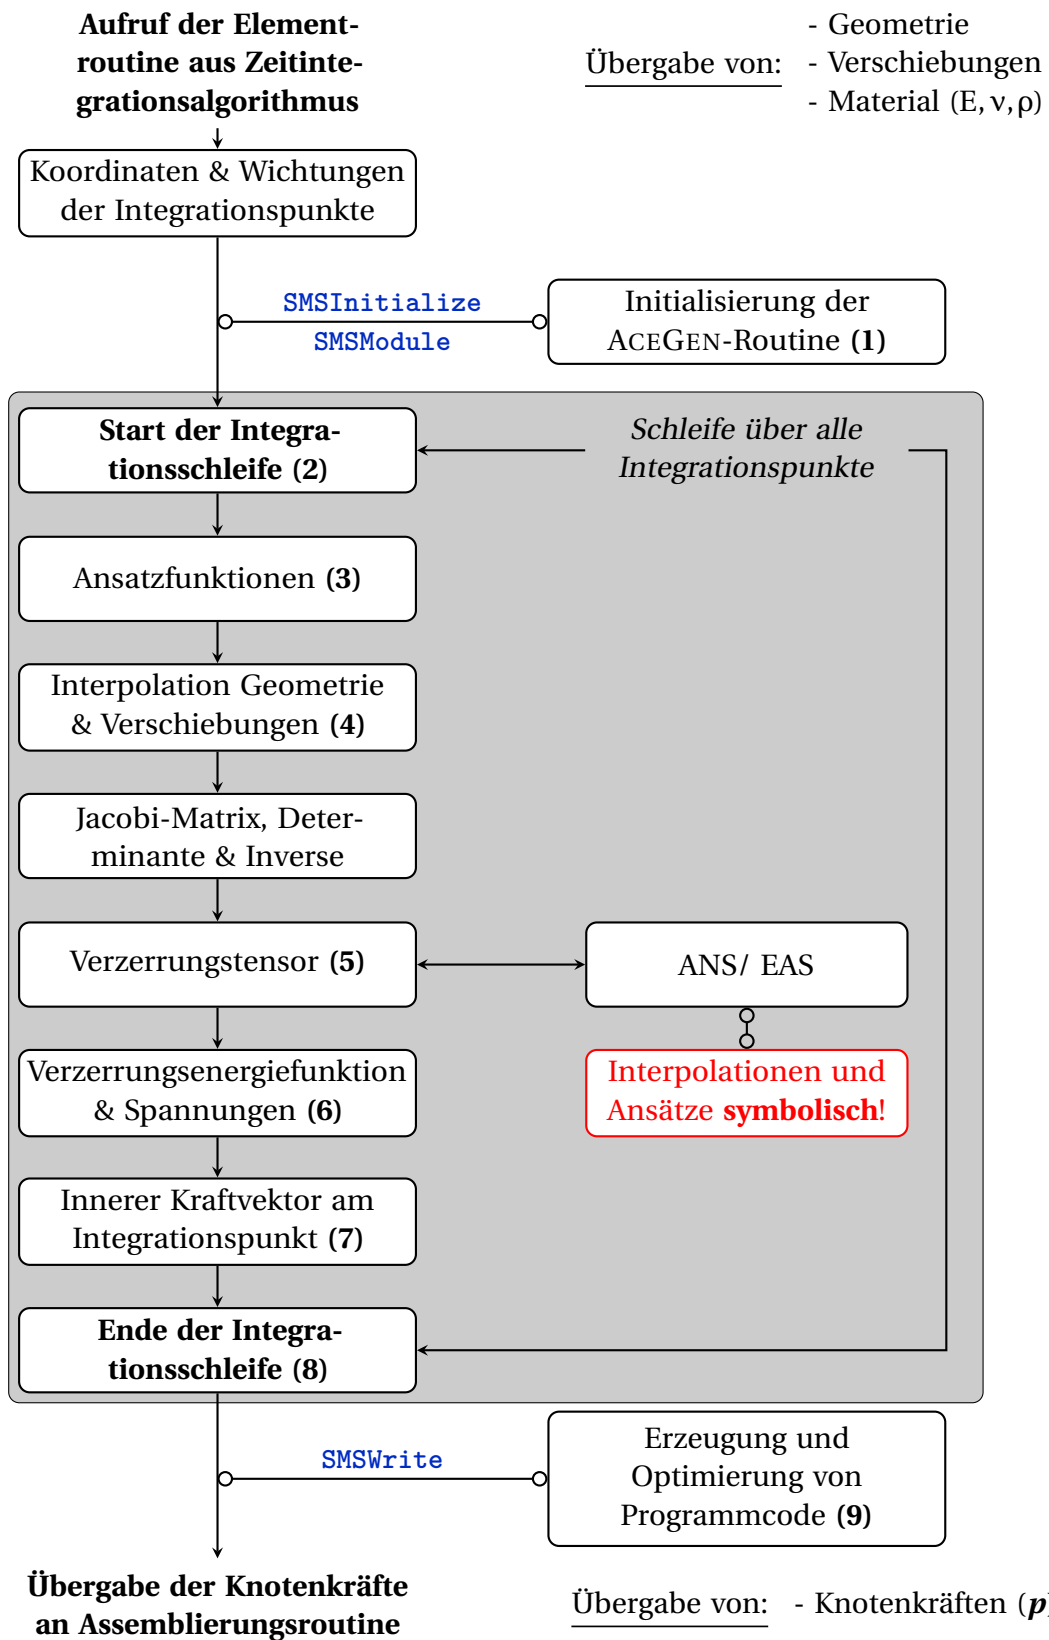 Aufruf der Element-
routine aus Zeitinte-
grationsalgorithmus
Übergabe von:
- Geometrie
- Verschiebungen
- Material (E, ν, ρ)
Koordinaten & Wichtungen
der Integrationspunkte
SMSInitialize
SMSModule
Initialisierung der
ACEGEN-Routine (1)
Start der Integra-
tionsschleife (2)
Schleife über alle
Integrationspunkte
Ansatzfunktionen (3)
Interpolation Geometrie
& Verschiebungen (4)
Jacobi-Matrix, Deter-
minante & Inverse
Verzerrungstensor (5)
ANS/ EAS
Verzerrungsenergiefunktion
& Spannungen (6)
Interpolationen und
Ansätze symbolisch!
Innerer Kraftvektor am
Integrationspunkt (7)
Ende der Integra-
tionsschleife (8)
SMSWrite
Erzeugung und
Optimierung von
Programmcode (9)
Übergabe der Knotenkräfte
an Assemblierungsroutine
Übergabe von: - Knotenkräften (p)